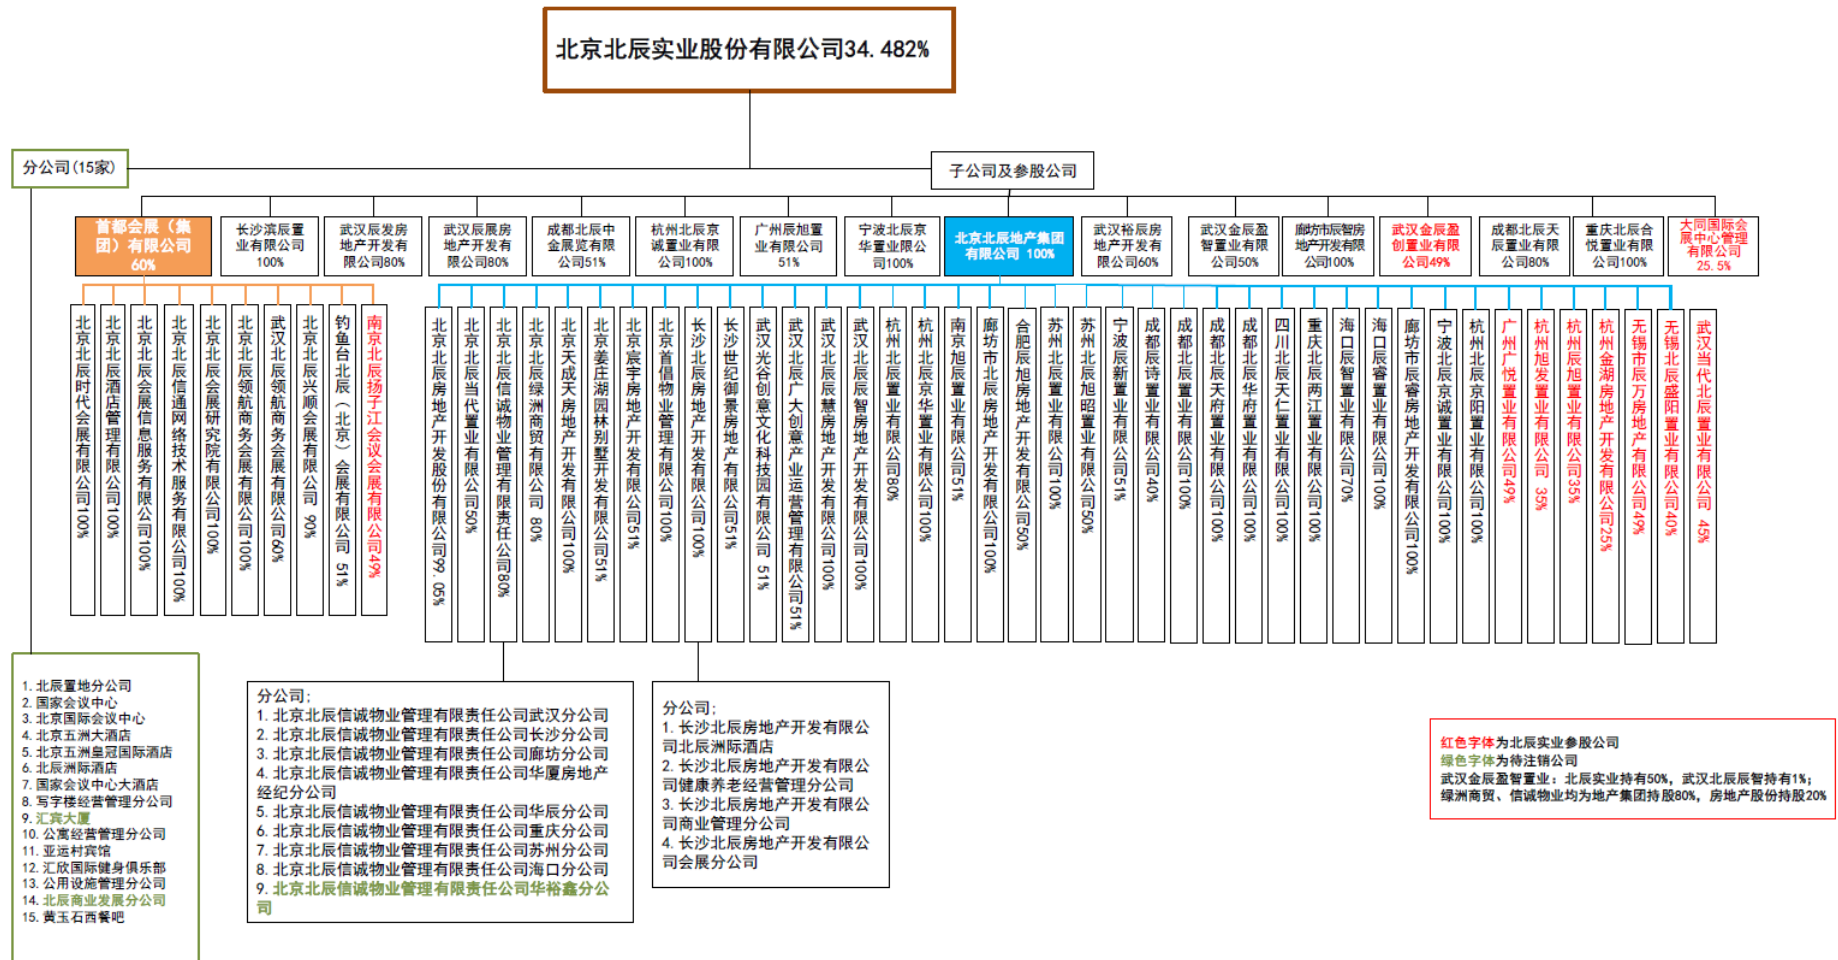 北京北辰实业股份有限公司34.482%
分公司(15家)
子公司及参股公司
首都会展（集
团）有限公司
60%
长沙滨辰置
业有限公司
100%
武汉辰发房
地产开发有
限公司80%
武汉辰展房
地产开发有
限公司80%
成都北辰中
金展览有限
公司51%
杭州北辰京
诚置业有限
公司100%
广州辰旭置
业有限公司
51%
宁波北辰京
华置业限公
司100%
北京北辰地产集团
有限公司 100%
武汉裕辰房
地产开发有
限公司60%
武汉金辰盈
智置业有限
公司50%
廊坊市辰智房
地产开发有限
公司100%
武汉金辰盈
创置业有限
公司49%
成都北辰天
辰置业有限
公司80%
重庆北辰合
悦置业有限
公司100%
大同国际会
展中心管理
有限公司
25.5%
北京北辰时代会展有限公司100%
北京北辰酒店管理有限公司100%
北京北辰会展信息服务有限公司100%
北京北辰信通网络技术服务有限公司100%
北京北辰会展研究院有限公司100%
北京北辰领航商务会展有限公司100%
武汉北辰领航商务会展有限公司60%
北京北辰兴顺会展有限公司 90%
钓鱼台北辰（北京）会展有限公司 51%
南京北辰扬子江会议会展有限公司49%
北京北辰房地产开发股份有限公司99.05%
北京北辰当代置业有限公司50%
北京北辰信诚物业管理有限责任公司80%
北京北辰绿洲商贸有限公司 80%
北京天成天房地产开发有限公司100%
北京姜庄湖园林别墅开发有限公司51%
北京宸宇房地产开发有限公司51%
北京首倡物业管理有限公司100%
长沙北辰房地产开发有限公司100%
长沙世纪御景房地产有限公司51%
武汉光谷创意文化科技园有限公司 51%
武汉北辰广大创意产业运营管理有限公司51%
武汉北辰辰慧房地产开发有限公司100%
武汉北辰辰智房地产开发有限公司100%
杭州北辰置业有限公司80%
杭州北辰京华置业有限公司100%
南京旭辰置业有限公司51%
廊坊市北辰房地产开发有限公司100%
合肥辰旭房地产开发有限公司50%
苏州北辰置业有限公司100%
苏州北辰旭昭置业有限公司50%
宁波辰新置业有限公司51%
成都辰诗置业有限公司40%
成都北辰置业有限公司100%
成都北辰天府置业有限公司100%
成都北辰华府置业有限公司100%
四川北辰天仁置业有限公司100%
重庆北辰两江置业有限公司100%
海口辰智置业有限公司70%
海口辰睿置业有限公司100%
廊坊市辰睿房地产开发有限公司100%
宁波北辰京诚置业有限公司100%
杭州北辰京阳置业有限公司100%
广州广悦置业有限公司49%
杭州旭发置业有限公司 35%
杭州辰旭置业有限公司35%
杭州金湖房地产开发有限公司25%
无锡市辰万房地产有限公司49%
无锡北辰盛阳置业有限公司40%
武汉当代北辰置业有限公司 45%
1. 北辰置地分公司
2. 国家会议中心
3. 北京国际会议中心
4. 北京五洲大酒店
5. 北京五洲皇冠国际酒店
6. 北辰洲际酒店
7. 国家会议中心大酒店
8. 写字楼经营管理分公司
9. 汇宾大厦
10. 公寓经营管理分公司
11. 亚运村宾馆
12. 汇欣国际健身俱乐部
13. 公用设施管理分公司
14. 北辰商业发展分公司
15. 黄玉石西餐吧
分公司；
1. 北京北辰信诚物业管理有限责任公司武汉分公司
2. 北京北辰信诚物业管理有限责任公司长沙分公司
3. 北京北辰信诚物业管理有限责任公司廊坊分公司
4. 北京北辰信诚物业管理有限责任公司华厦房地产
经纪分公司
5. 北京北辰信诚物业管理有限责任公司华辰分公司
6. 北京北辰信诚物业管理有限责任公司重庆分公司
7. 北京北辰信诚物业管理有限责任公司苏州分公司
8. 北京北辰信诚物业管理有限责任公司海口分公司
9. 北京北辰信诚物业管理有限责任公司华裕鑫分公
司
分公司；
1. 长沙北辰房地产开发有限公
司北辰洲际酒店
2. 长沙北辰房地产开发有限公
司健康养老经营管理分公司
3. 长沙北辰房地产开发有限公
司商业管理分公司
4. 长沙北辰房地产开发有限公
司会展分公司
红色字体为北辰实业参股公司
绿色字体为待注销公司
武汉金辰盈智置业：北辰实业持有50%，武汉北辰辰智持有1%；
绿洲商贸、信诚物业均为地产集团持股80%，房地产股份持股20%